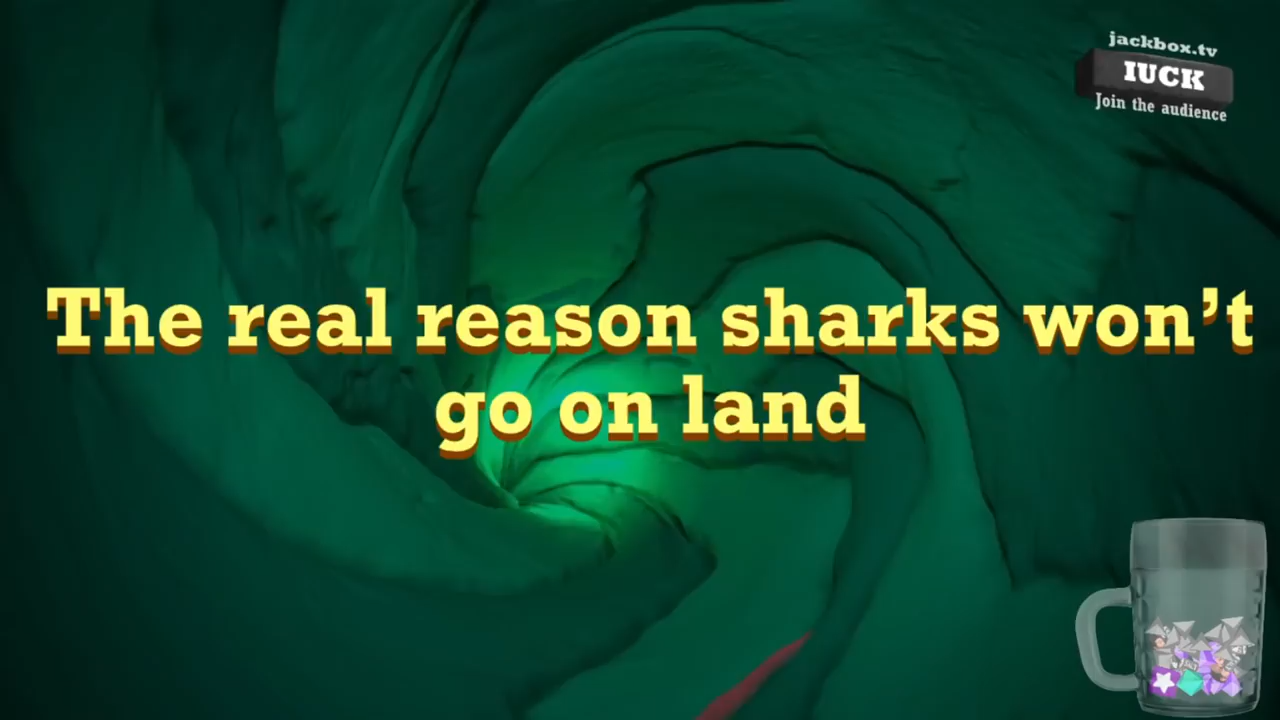 jackbox.tv
IUCK
Join the audience
The real reason sharks won’t
go on land